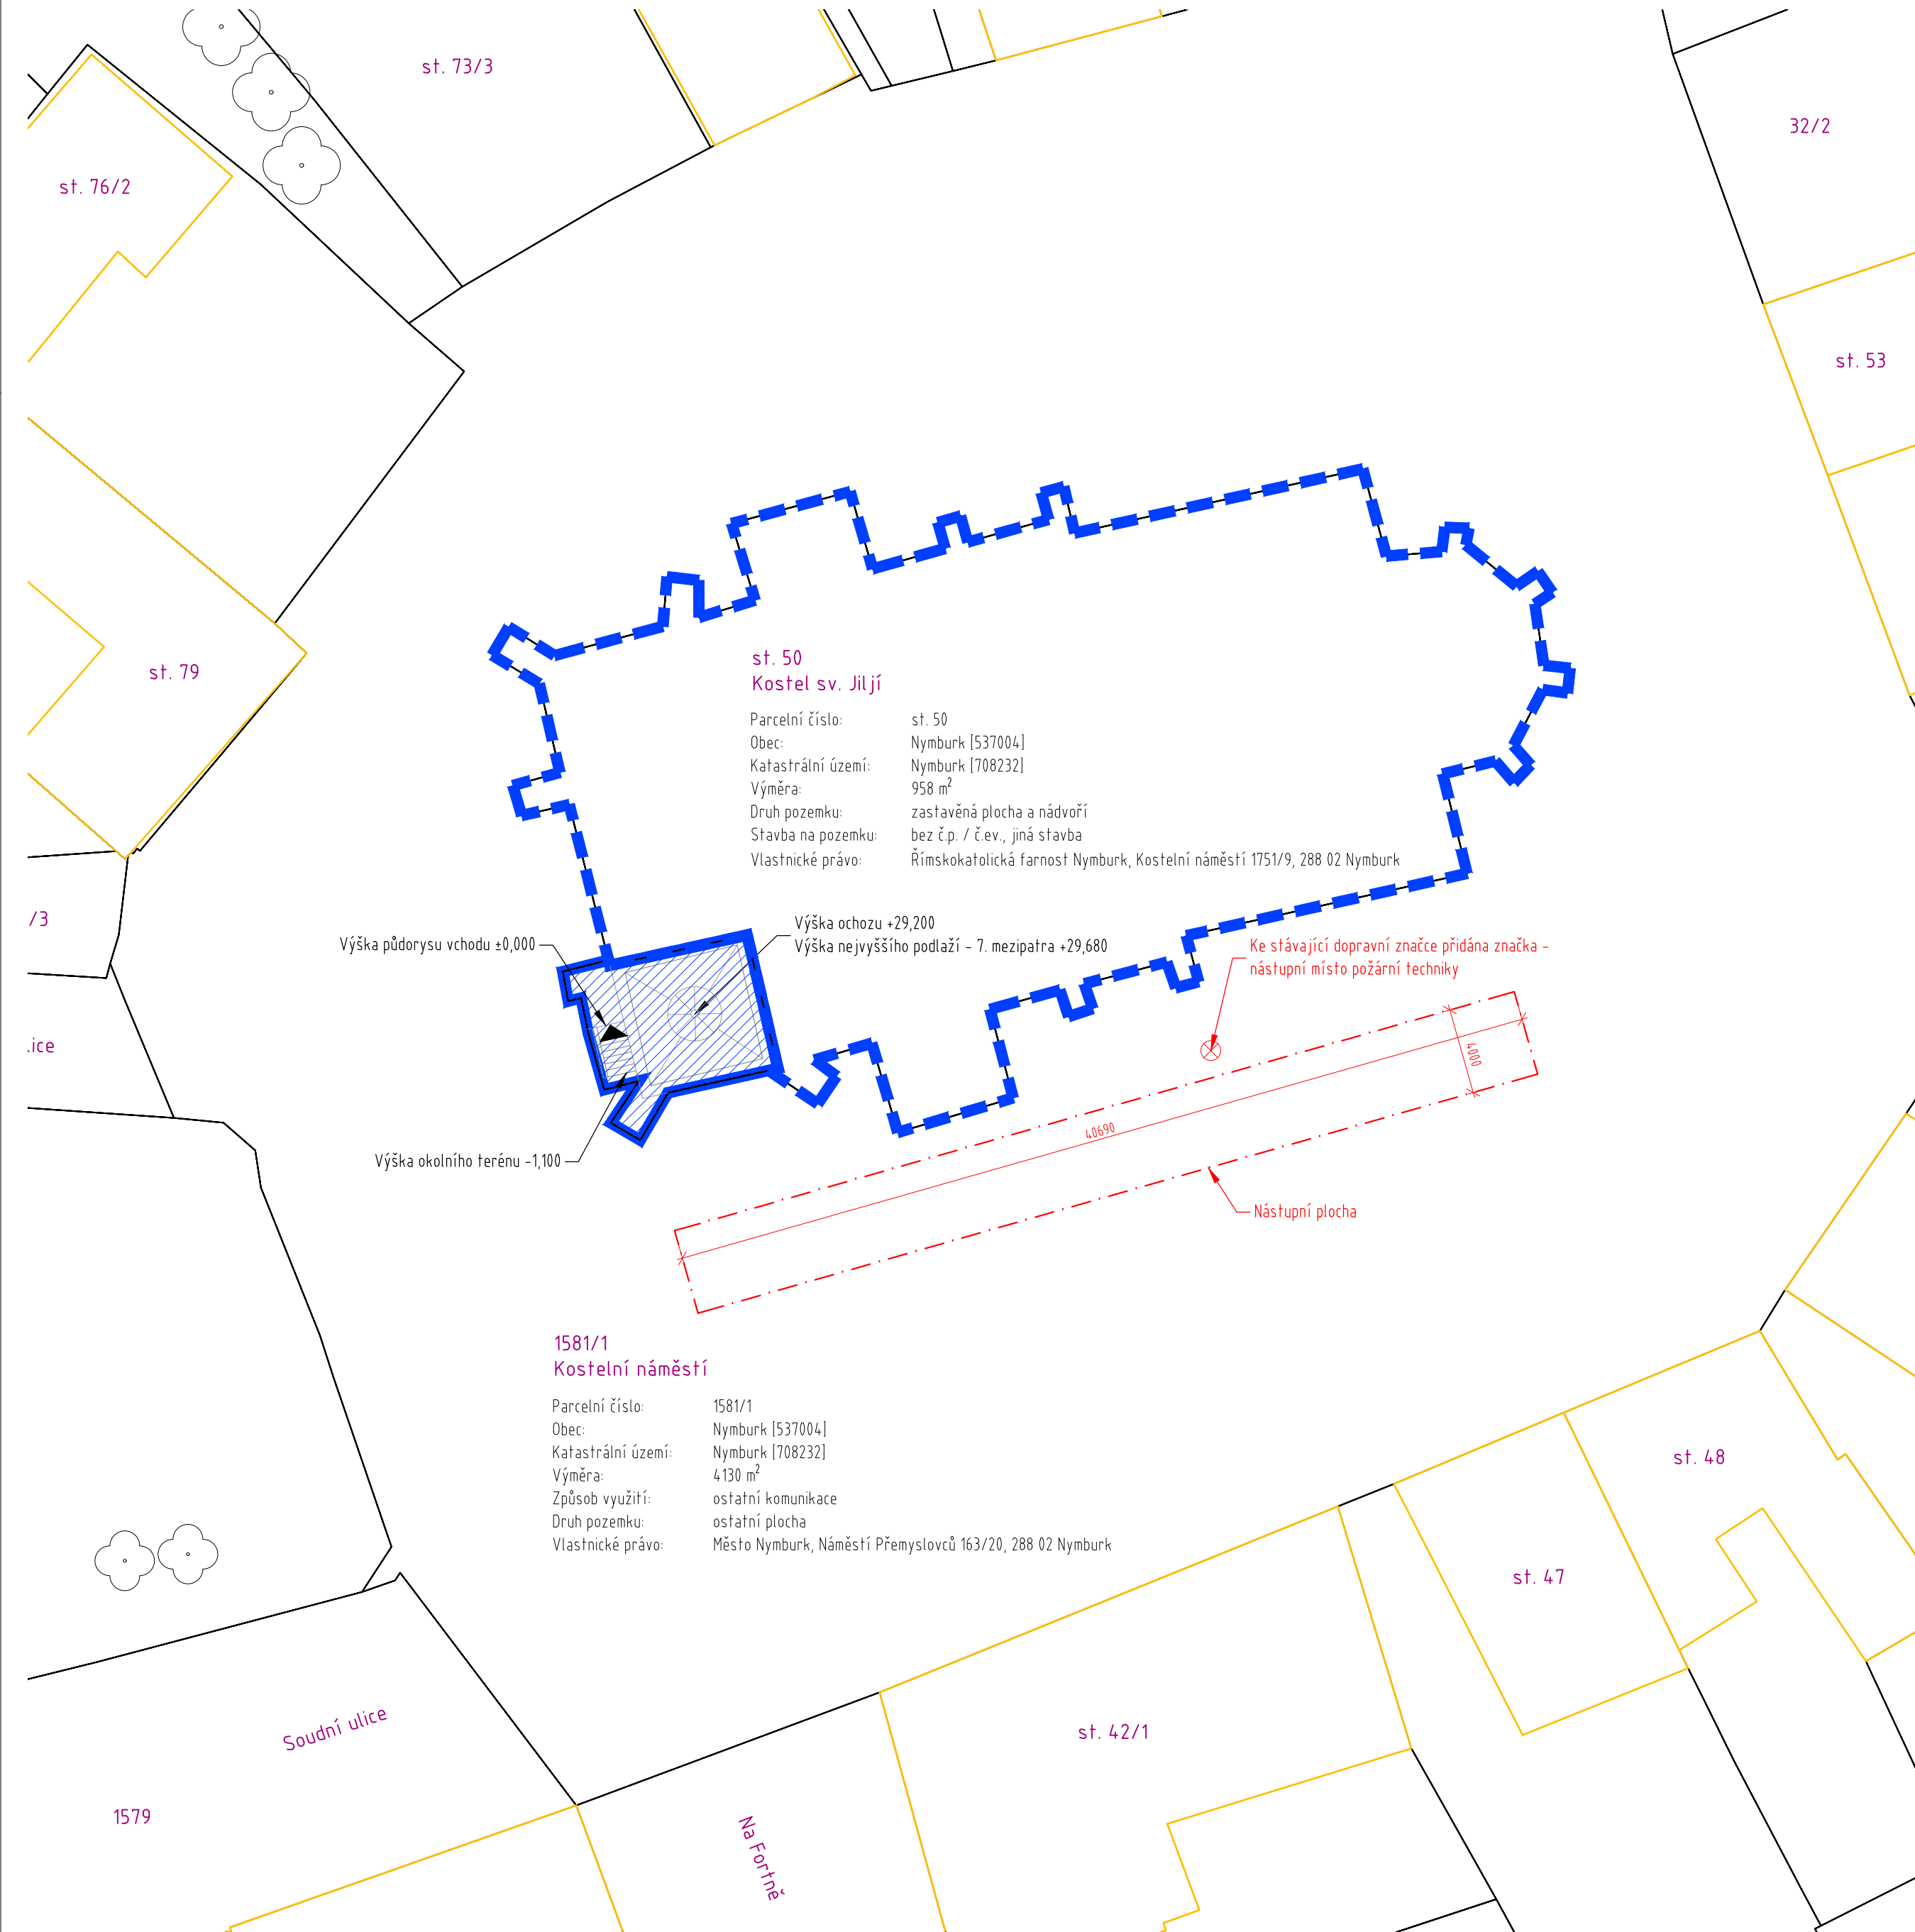 st. 73/3
32/2
st. 76/2
st. 53
st. 50
Kostel sv. Jiljí
st. 79
Parcelní číslo: st. 50
Obec: Nymburk [537004]
Katastrální území: Nymburk [708232]
Výměra: 958 m²
Druh pozemku: zastavěná plocha a nádvoří
Stavba na pozemku: bez č.p. / č.ev., jiná stavba
Vlastnické právo: Římskokatolická farnost Nymburk, Kostelní náměstí 1751/9, 288 02 Nymburk
/3
Výška ochozu +29,200
Výška nejvyššího podlaží - 7. mezipatra +29,680
Výška půdorysu vchodu ±0,000
Ke stávající dopravní značce přidána značka -
nástupní místo požární techniky
.ice
4000
40690
Výška okolního terénu -1,100
Nástupní plocha
1581/1
Kostelní náměstí
Parcelní číslo: 1581/1
Obec: Nymburk [537004]
Katastrální území: Nymburk [708232]
Výměra: 4130 m²
Způsob využití: ostatní komunikace
Druh pozemku: ostatní plocha
Vlastnické právo: Město Nymburk, Náměstí Přemyslovců 163/20, 288 02 Nymburk
st. 48
st. 47
Soudní ulice
st. 42/1
1579
Na Fortně